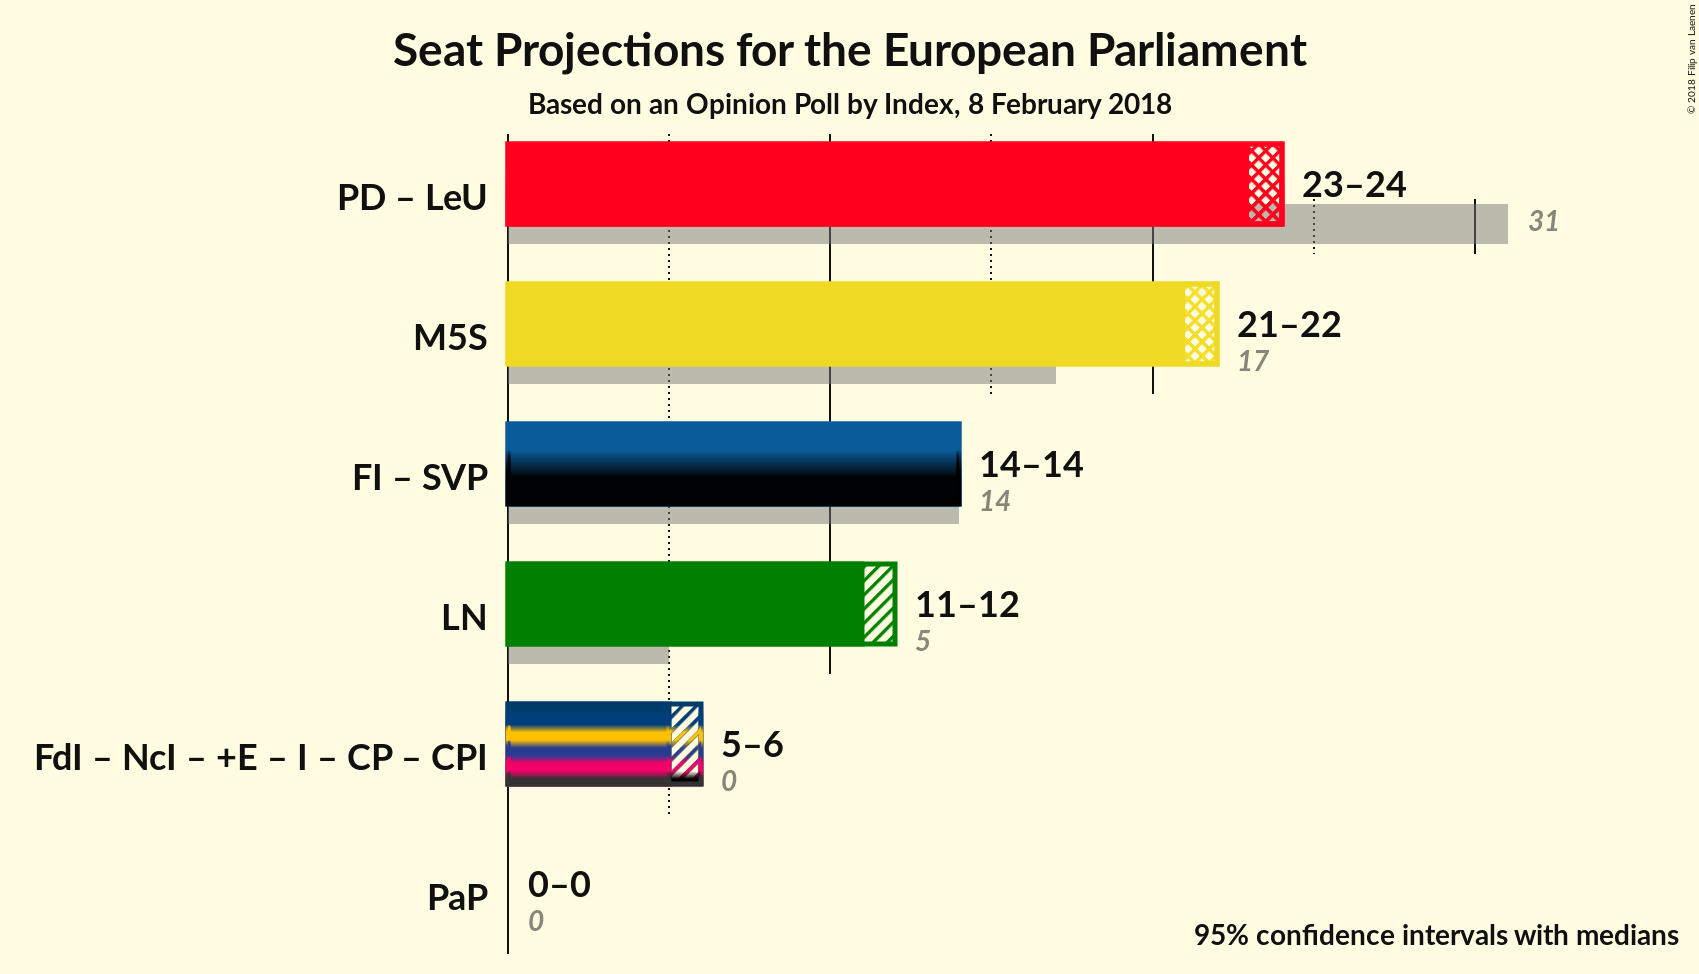 Seat Projections for the European Parliament
Based on an Opinion Poll by Index, 8 February 2018
© 2018 Filip van Laenen
PD – LeU
23–24
31
M5S
21–22
17
FI – SVP
14–14
14
LN
11–12
5
FdI – NcI – +E – I – CP – CPI
5–6
0
PaP
0–0
0
95% confidence intervals with medians